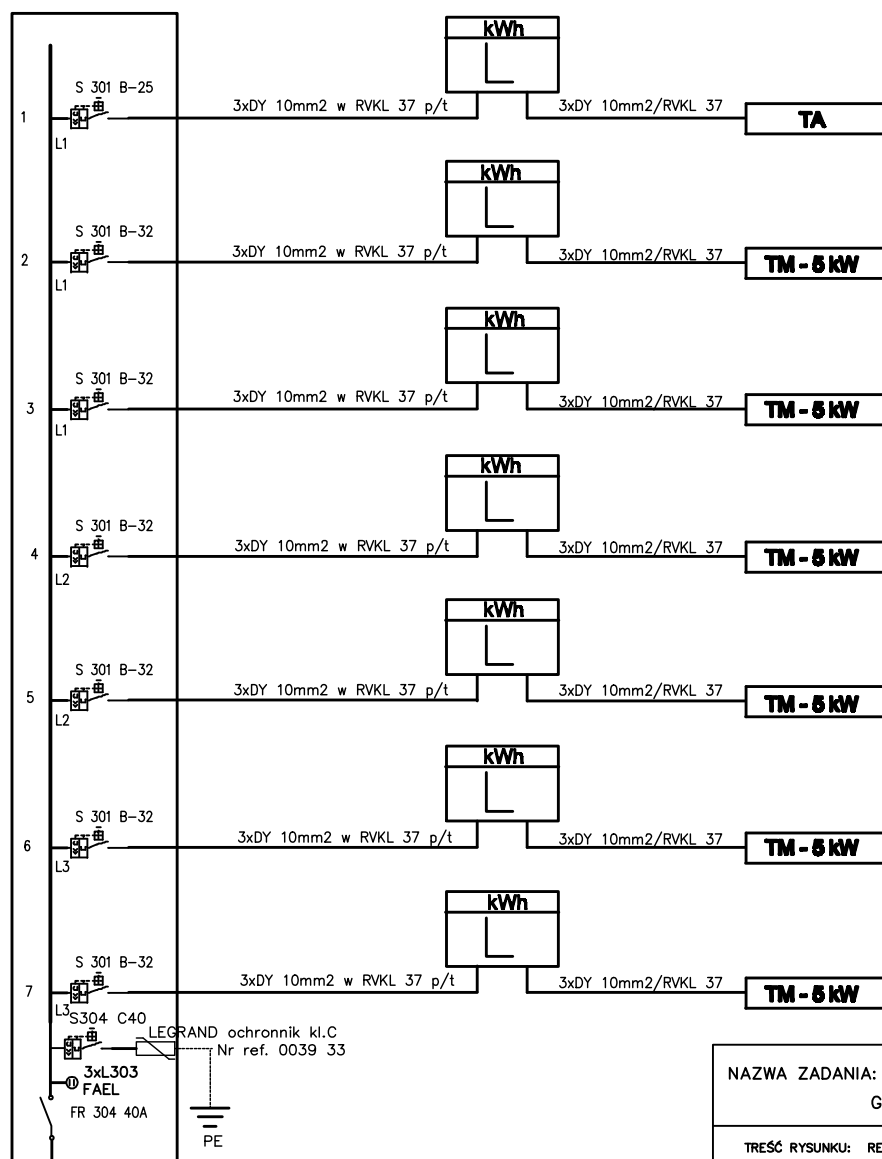 kWh
S 301 B-25
1
3xDY 10mm2 w RVKL 37 p/t
3xDY 10mm2/RVKL 37
TA
L1
kWh
S 301 B-32
2
3xDY 10mm2 w RVKL 37 p/t
3xDY 10mm2/RVKL 37
TM - 5 kW
L1
kWh
S 301 B-32
3
3xDY 10mm2 w RVKL 37 p/t
3xDY 10mm2/RVKL 37
TM - 5 kW
L1
kWh
S 301 B-32
4
3xDY 10mm2 w RVKL 37 p/t
3xDY 10mm2/RVKL 37
TM - 5 kW
L2
kWh
S 301 B-32
5
3xDY 10mm2 w RVKL 37 p/t
3xDY 10mm2/RVKL 37
TM - 5 kW
L2
kWh
S 301 B-32
6
3xDY 10mm2 w RVKL 37 p/t
3xDY 10mm2/RVKL 37
TM - 5 kW
L3
kWh
S 301 B-32
7
3xDY 10mm2 w RVKL 37 p/t
3xDY 10mm2/RVKL 37
TM - 5 kW
L3
S304 C40
LEGRAND ochronnik kl.C
Nr ref. 0039 33
3xL303
FAEL
FR 304 40A
PE
NAZWA ZADANIA:
G
TREŚĆ RYSUNKU: RE